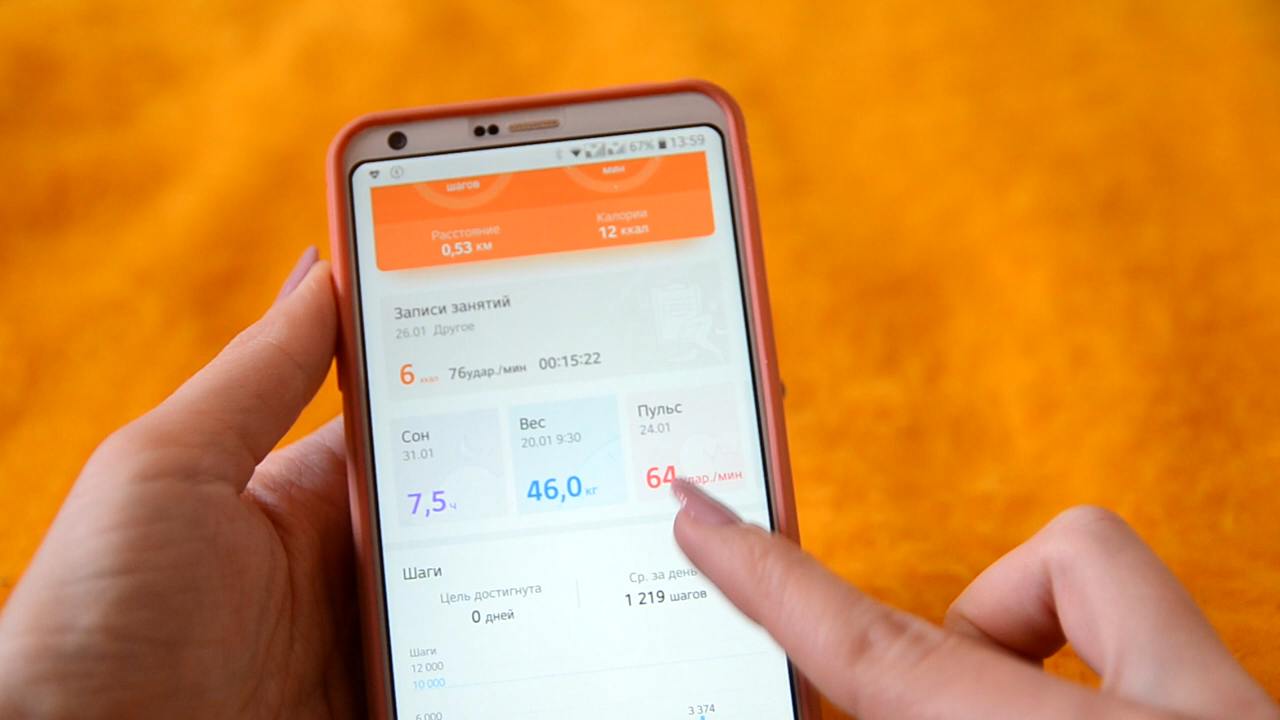 67% 13:59
шагов
мин
Расстояние
0,53 км
Калории
12 ккал
Записи занятий
26.01 Другое
6 ккал 76удар./мин 00:15:22
Сон
31.01
7,5 ч
Вес
20.01 9:30
46,0 кг
Пульс
24.01
64 удар./мин
Шаги
Цель достигнута
0 дней
Ср. за день
1 219 шагов
Шаги
12 000
10 000
6 000
3 374